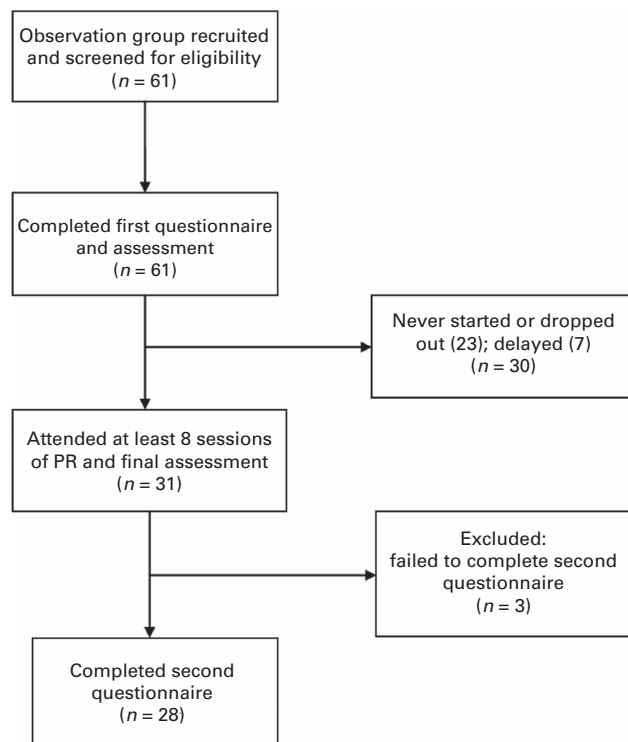 Observation group recruited
and screened for eligibility
(n = 61)
Completed first questionnaire
and assessment
(n = 61)
Never started or dropped
out (23); delayed (7)
(n = 30)
Attended at least 8 sessions
of PR and final assessment
(n = 31)
Excluded:
failed to complete second
questionnaire
(n = 3)
Completed second
questionnaire
(n = 28)